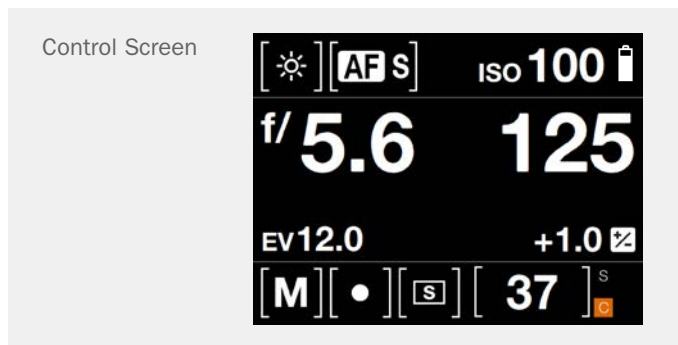 Control Screen
AF S ISO 100
f/5.6 125
EV12.0 +1.0
M S 37 S
C